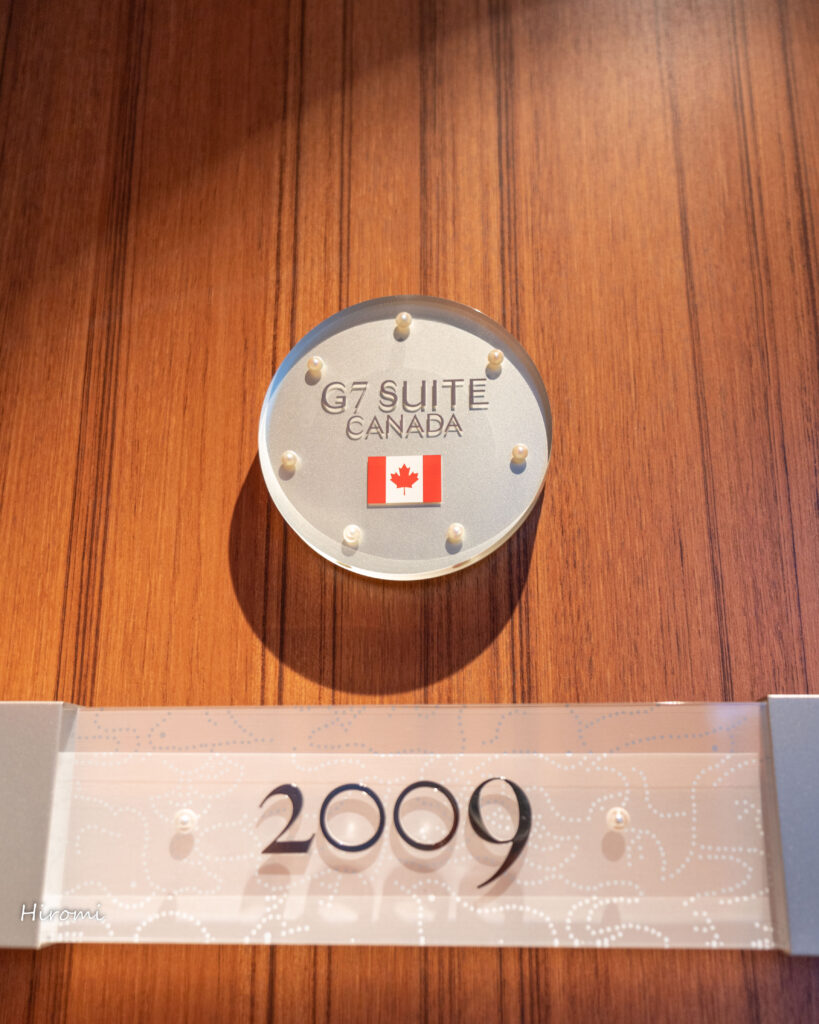 G7 SUITE
CANADA
2009
Hiromi